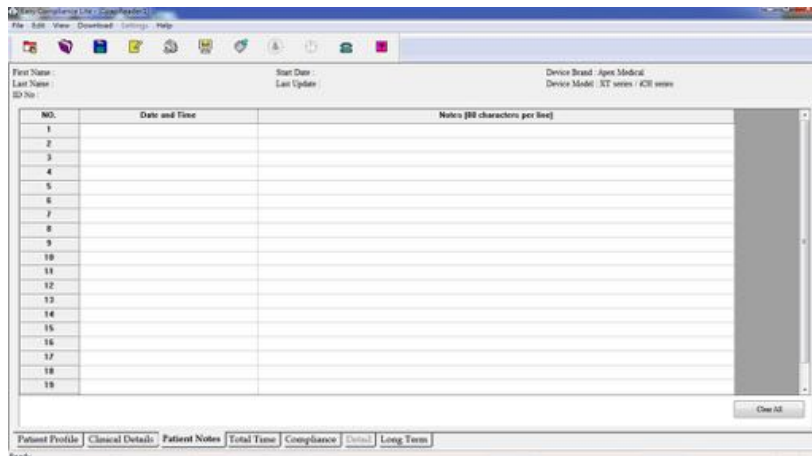 Easy Compliance Lite - [CpapReader1]
File Edit View Download Settings Help
First Name : Start Date : Device Brand : Apex Medical
Last Name : Last Update : Device Model : XT series / iCH series
ID No :
NO. Date and Time Notes (80 characters per line)
1
2
3
4
5
6
7
8
9
10
11
12
13
14
15
16
17
18
19
Clear All
Patient Profile Clinical Details Patient Notes Total Time Compliance Detail Long Term
Ready